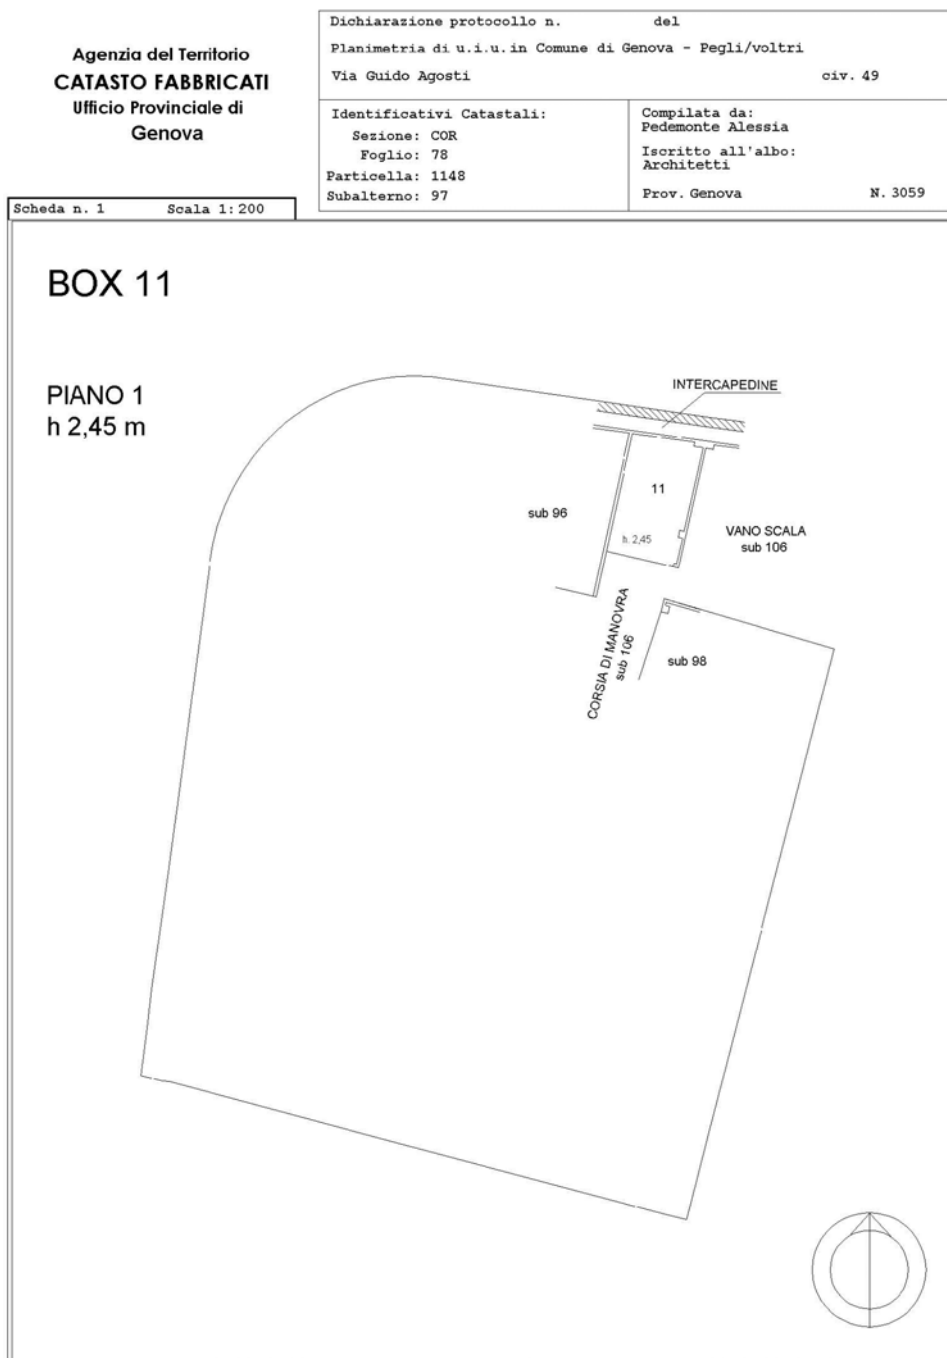 Agenzia del Territorio
CATASTO FABBRICATI
Ufficio Provinciale di
Genova
Dichiarazione protocollo n. del
Planimetria di u.i.u. in Comune di Genova - Pegli/voltri
Via Guido Agosti civ. 49
Identificativi Catastali:
Sezione: COR
Foglio: 78
Particella: 1148
Subalterno: 97
Compilata da:
Pedemonte Alessia
Iscritto all'albo:
Architetti
Prov. Genova N. 3059
Scheda n. 1 Scala 1:200
BOX 11
PIANO 1
h 2,45 m
INTERCAPEDINE
11
sub 96
h. 2,45
VANO SCALA
sub 106
CORSIA DI MANOVRA
sub 106
sub 98